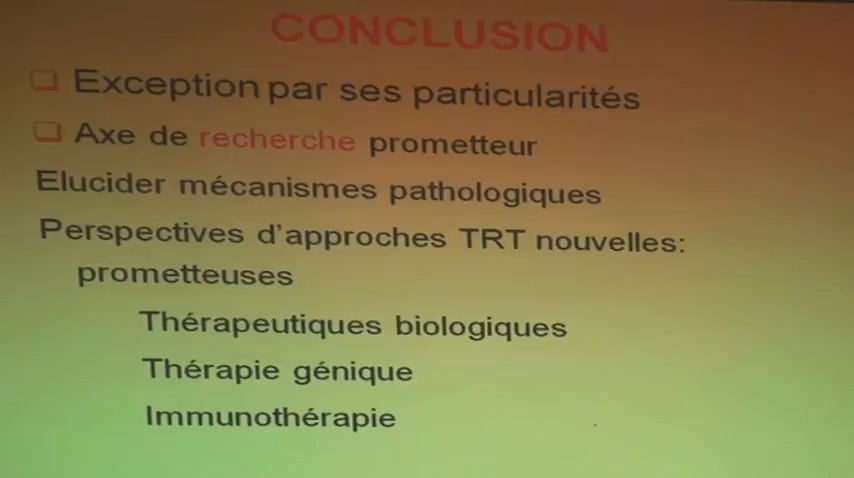 CONCLUSION
Exception par ses particularités
Axe de recherche prometteur
Elucider mécanismes pathologiques
Perspectives d'approches TRT nouvelles:
prometteuses
Thérapeutiques biologiques
Thérapie génique
Immunothérapie